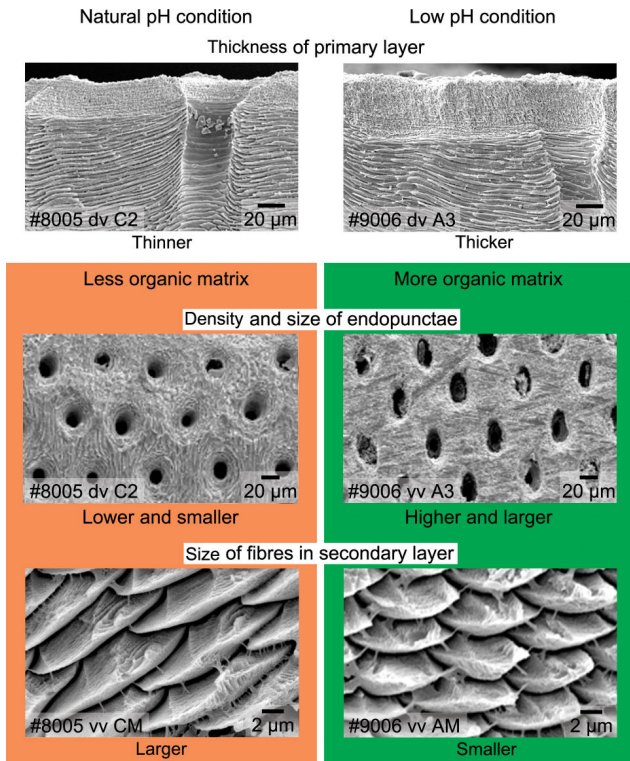 Natural pH condition
Low pH condition
Thickness of primary layer
#8005 dv C2
20 µm
#9006 dv A3
20 µm
Thinner
Thicker
Less organic matrix
More organic matrix
Density and size of endopunctae
#8005 dv C2
20 µm
#9006 vv A3
20 µm
Lower and smaller
Higher and larger
Size of fibres in secondary layer
#8005 vv CM
2 µm
#9006 vv AM
2 µm
Larger
Smaller